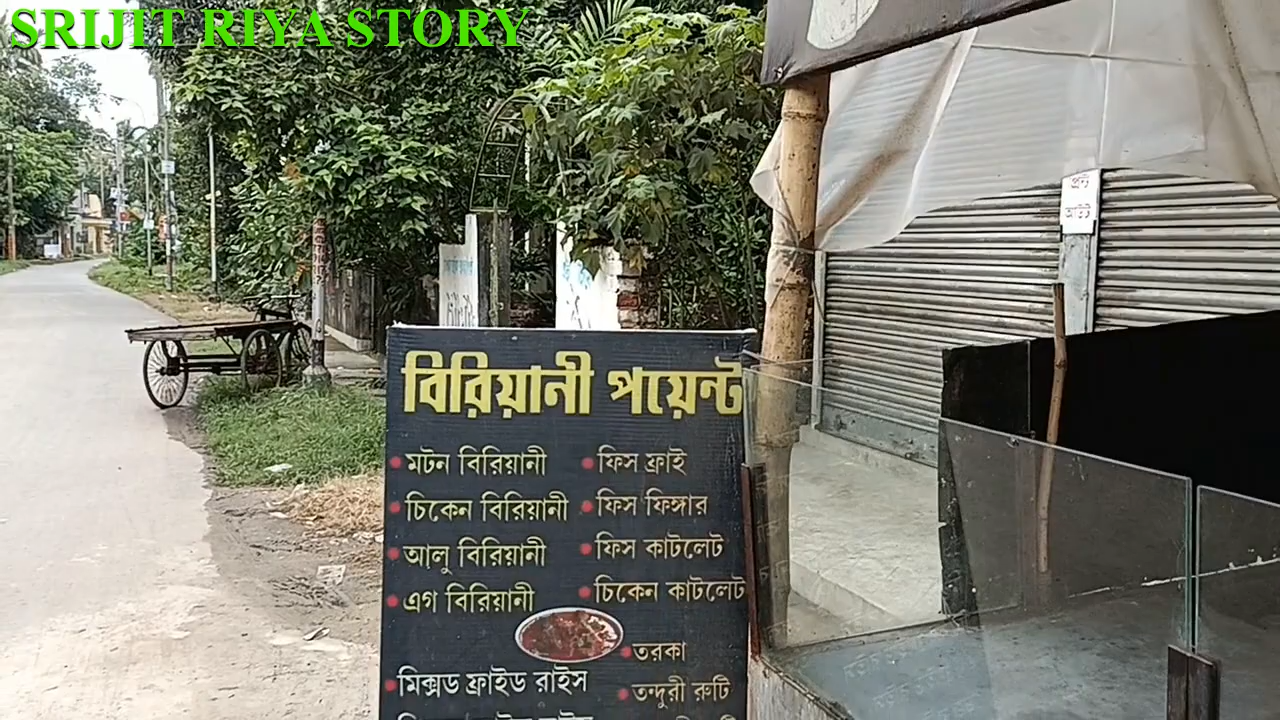 SRIJIT RIYA STORY
বিরিয়ানী পয়েন্ট
মটন বিরিয়ানী
চিকেন বিরিয়ানী
আলু বিরিয়ানী
এগ বিরিয়ানী
মিক্সড ফ্রাইড রাইস
ফিস ফ্রাই
ফিস ফিঙ্গার
ফিস কাটলেট
চিকেন কাটলেট
তরকা
তন্দুরী রুটি